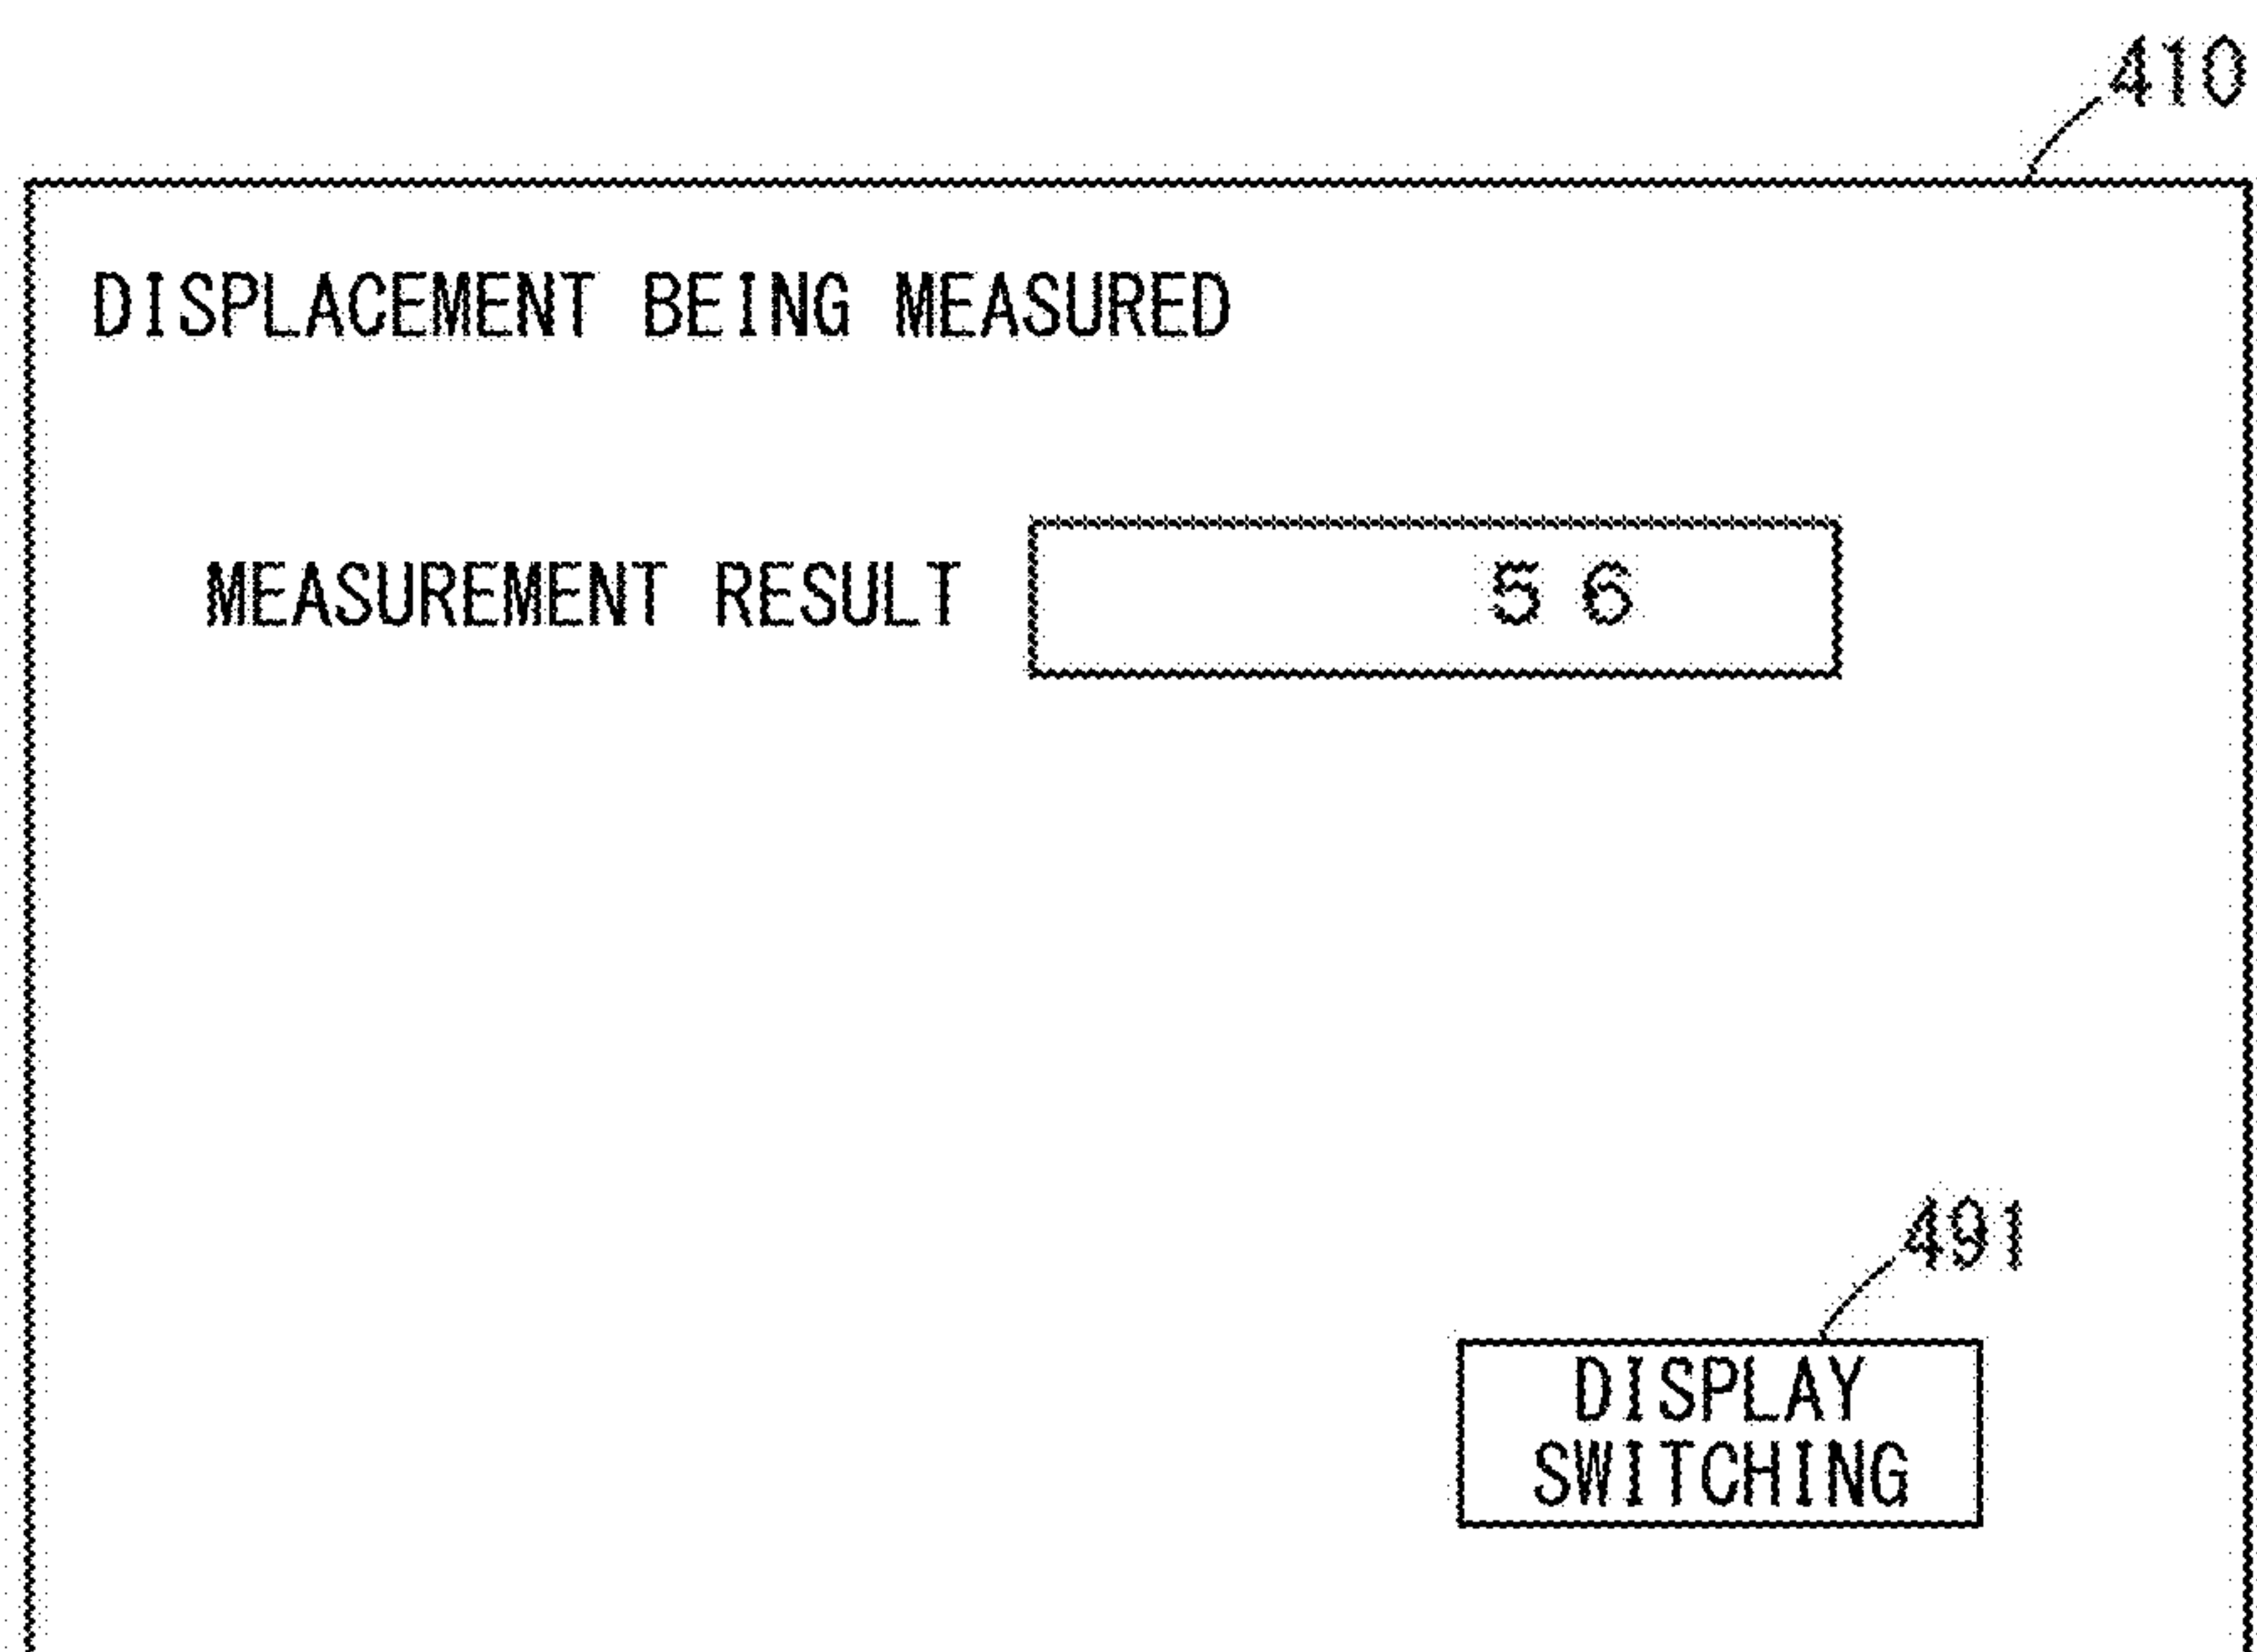 410
DISPLACEMENT BEING MEASURED
MEASUREMENT RESULT 56
491
DISPLAY
SWITCHING